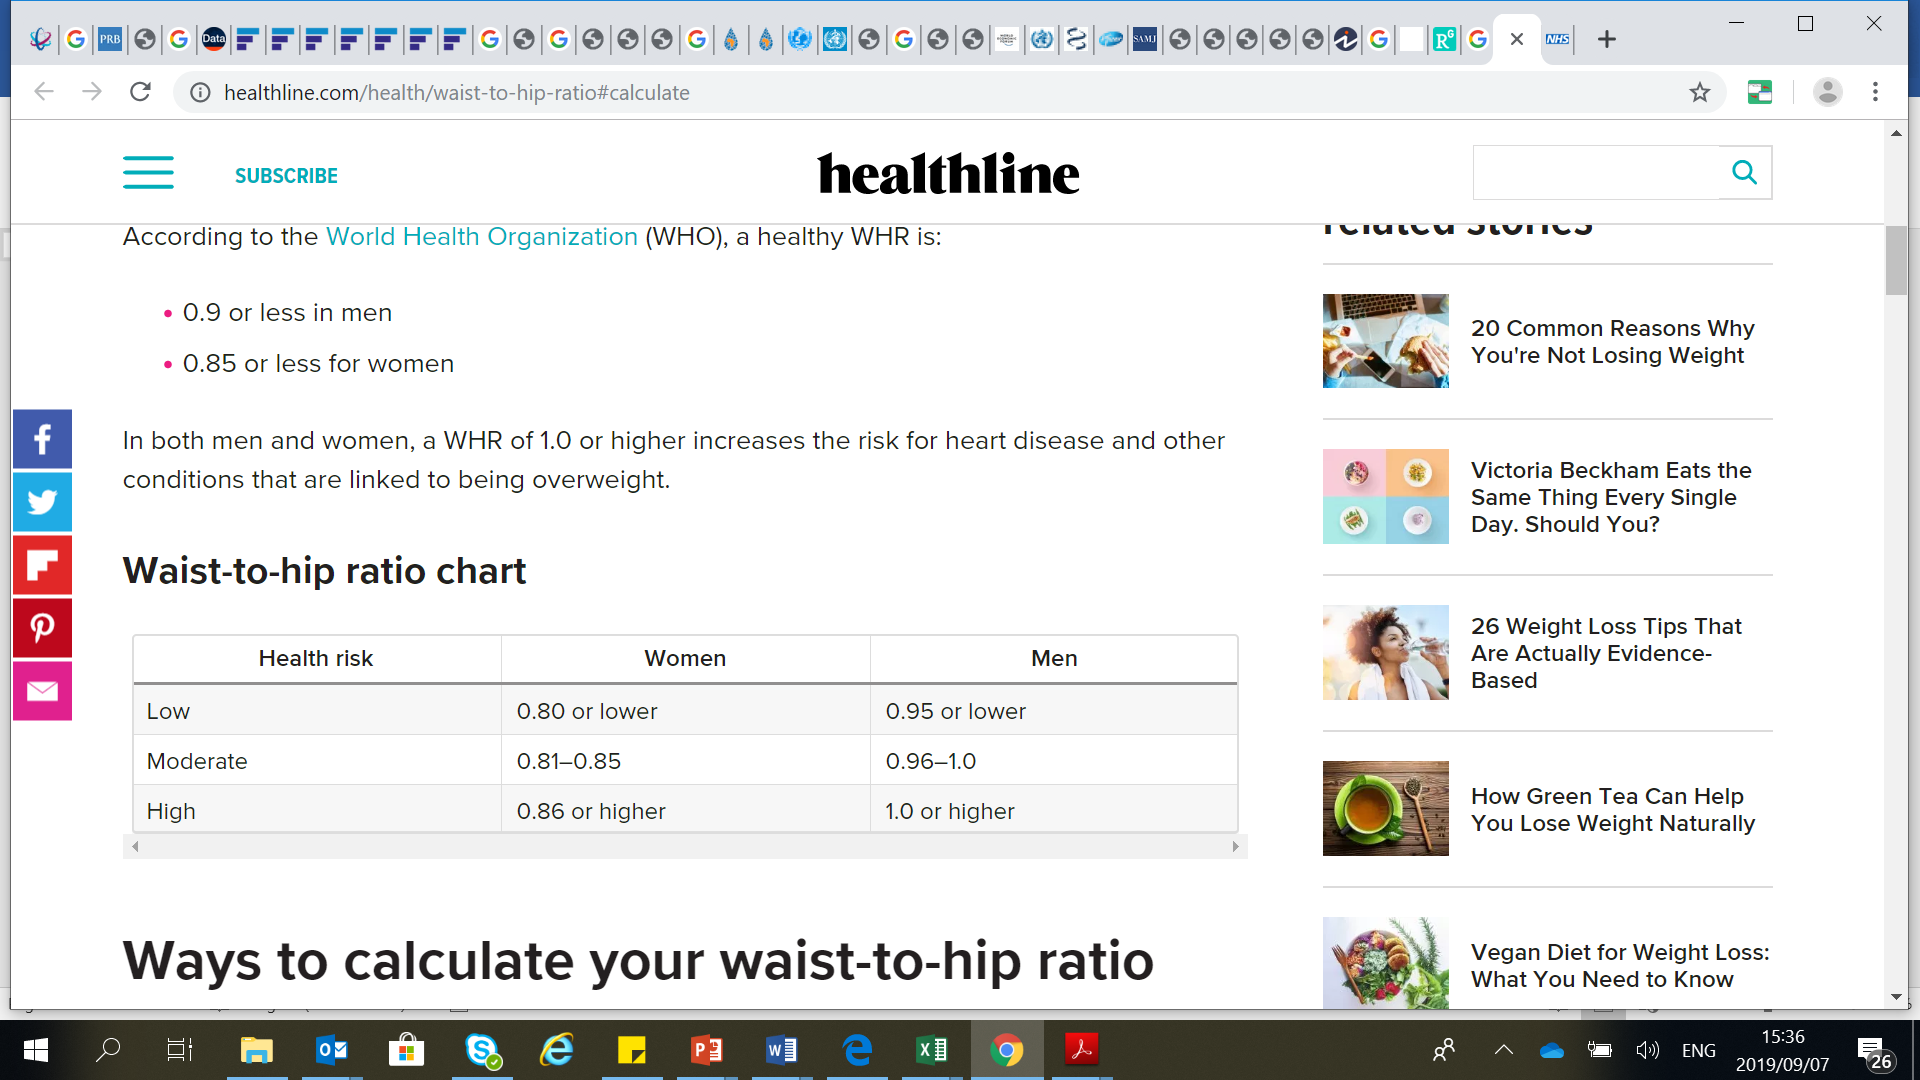 PRB
Data
SAMJ
RG
NHS
healthline.com/health/waist-to-hip-ratio#calculate
SUBSCRIBE
healthline
According to the World Health Organization (WHO), a healthy WHR is:
0.9 or less in men
0.85 or less for women
In both men and women, a WHR of 1.0 or higher increases the risk for heart disease and other
conditions that are linked to being overweight.
Waist-to-hip ratio chart
Health risk Women Men
Low 0.80 or lower 0.95 or lower
Moderate 0.81–0.85 0.96–1.0
High 0.86 or higher 1.0 or higher
Ways to calculate your waist-to-hip ratio
related stories
20 Common Reasons Why
You're Not Losing Weight
Victoria Beckham Eats the
Same Thing Every Single
Day. Should You?
26 Weight Loss Tips That
Are Actually Evidence-
Based
How Green Tea Can Help
You Lose Weight Naturally
Vegan Diet for Weight Loss:
What You Need to Know
ENG
15:36
2019/09/07
26